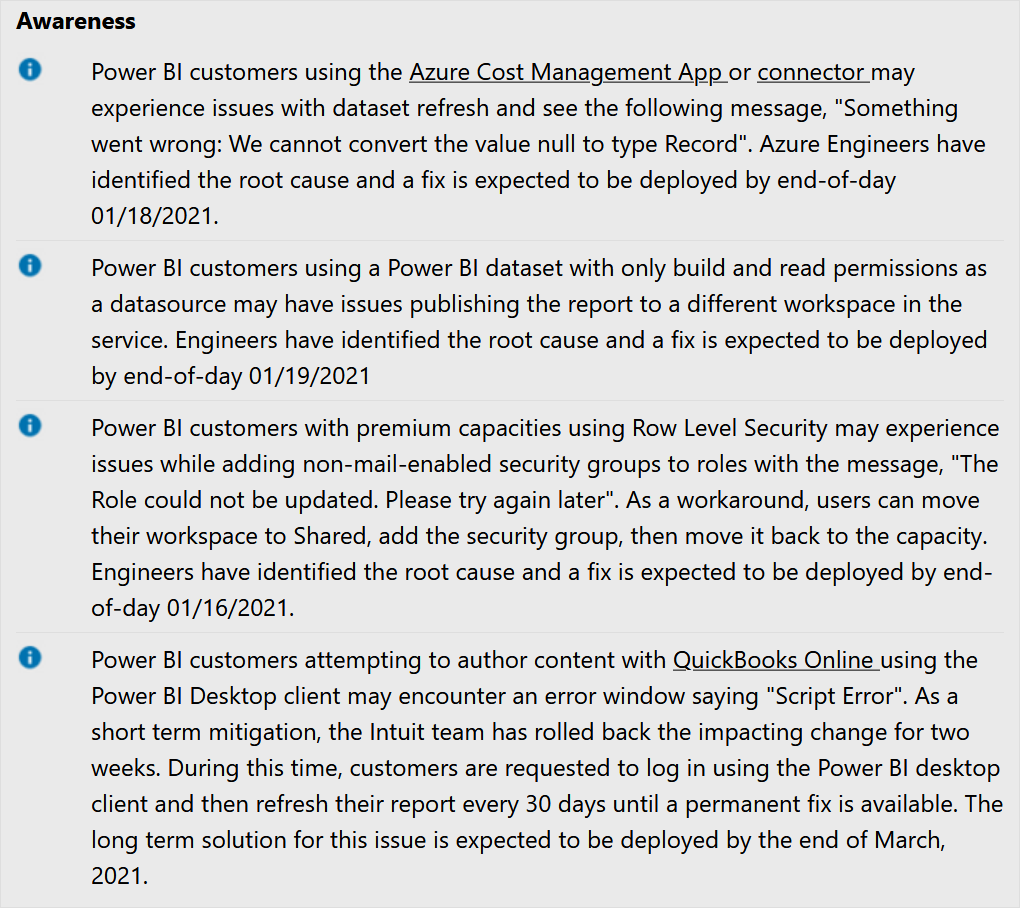 Awareness
Power BI customers using the Azure Cost Management App or connector may
experience issues with dataset refresh and see the following message, "Something
went wrong: We cannot convert the value null to type Record". Azure Engineers have
identified the root cause and a fix is expected to be deployed by end-of-day
01/18/2021.
Power BI customers using a Power BI dataset with only build and read permissions as
a datasource may have issues publishing the report to a different workspace in the
service. Engineers have identified the root cause and a fix is expected to be deployed
by end-of-day 01/19/2021
Power BI customers with premium capacities using Row Level Security may experience
issues while adding non-mail-enabled security groups to roles with the message, "The
Role could not be updated. Please try again later". As a workaround, users can move
their workspace to Shared, add the security group, then move it back to the capacity.
Engineers have identified the root cause and a fix is expected to be deployed by end-
of-day 01/16/2021.
Power BI customers attempting to author content with QuickBooks Online using the
Power BI Desktop client may encounter an error window saying "Script Error". As a
short term mitigation, the Intuit team has rolled back the impacting change for two
weeks. During this time, customers are requested to log in using the Power BI desktop
client and then refresh their report every 30 days until a permanent fix is available. The
long term solution for this issue is expected to be deployed by the end of March,
2021.